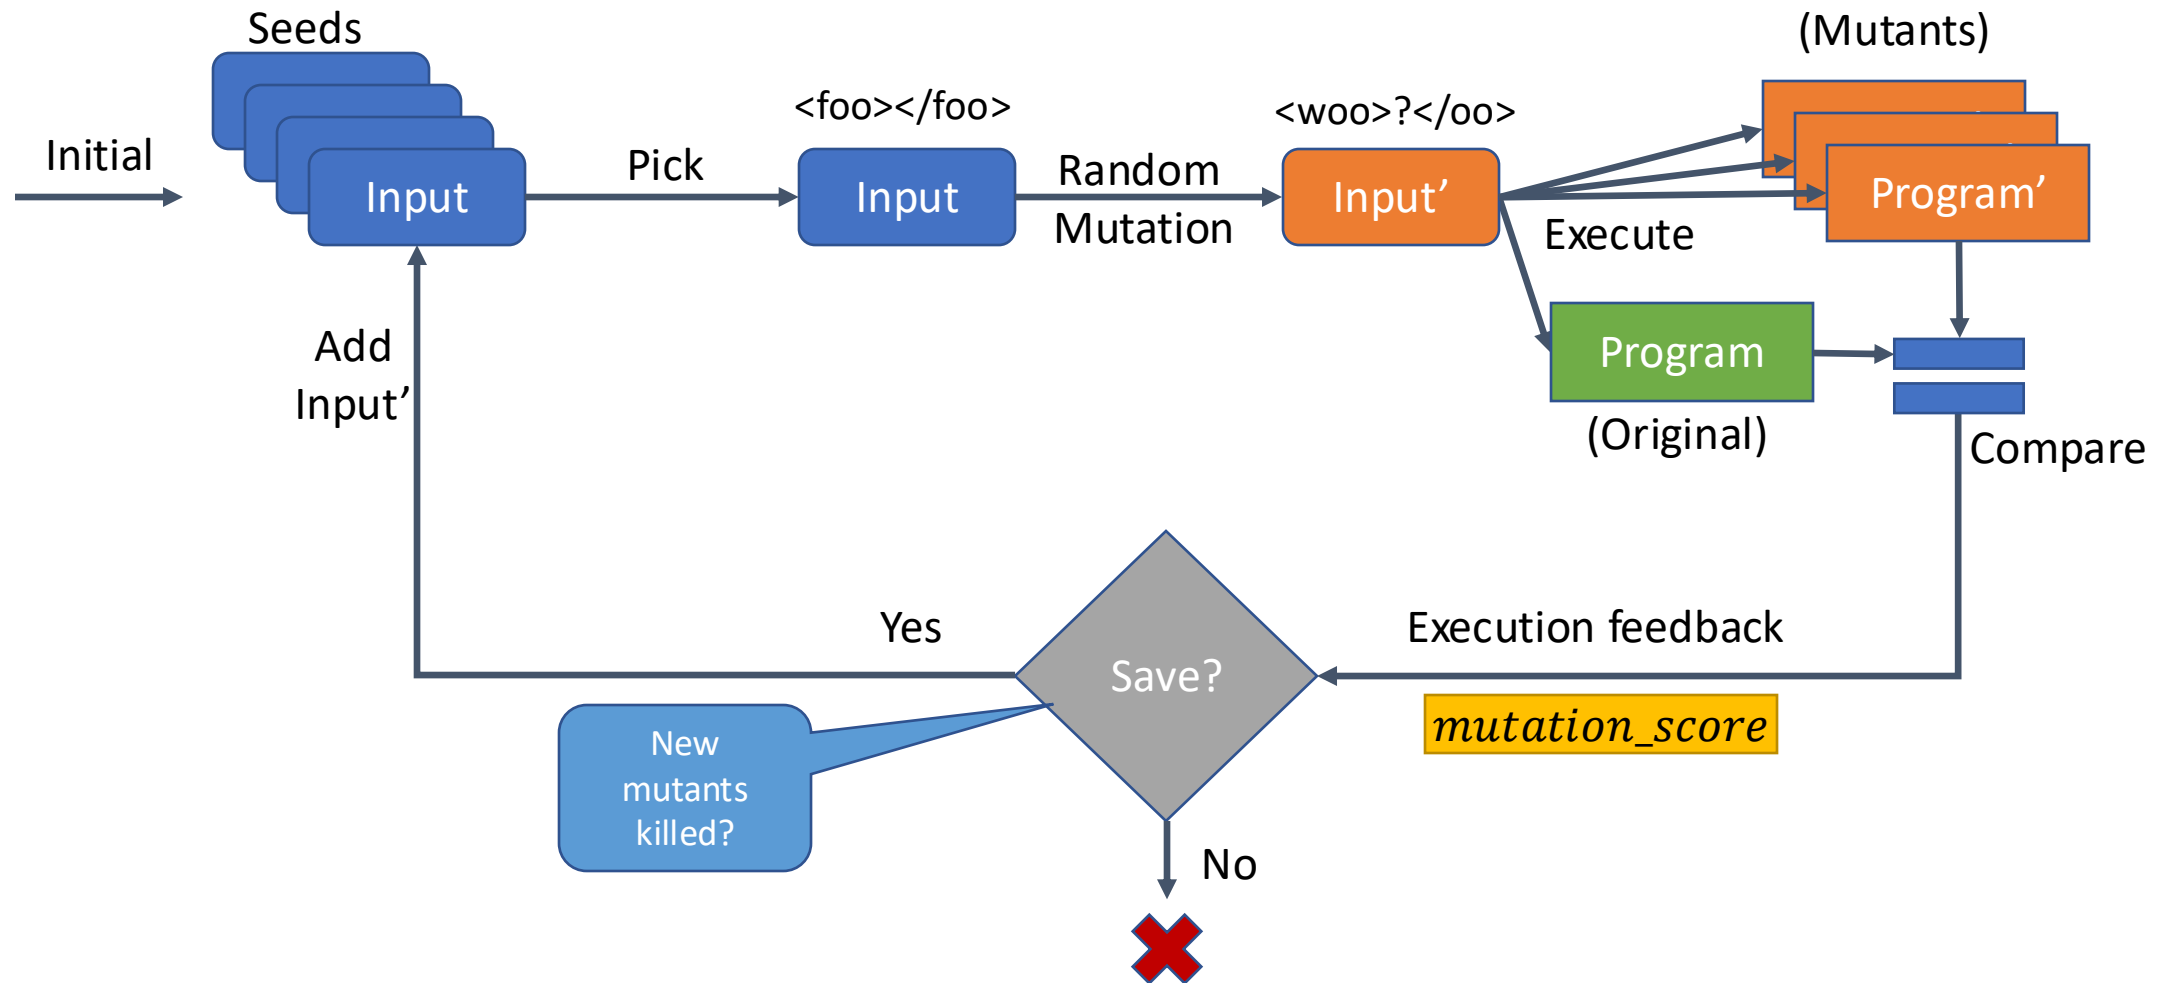 Seeds
(Mutants)
<foo></foo>
<woo>?</oo>
Initial
Pick
Random
Mutation
Input
Input
Input’
Program’
Execute
Program
(Original)
Compare
Add
Input’
Yes
Execution feedback
Save?
mutation_score
New
mutants
killed?
No